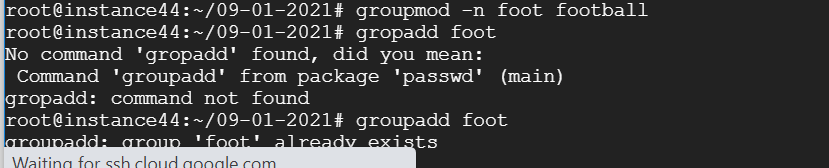 root@instance44:~/09-01-2021# groupmod -n foot football
root@instance44:~/09-01-2021# gropadd foot
No command 'gropadd' found, did you mean:
 Command 'groupadd' from package 'passwd' (main)
gropadd: command not found
root@instance44:~/09-01-2021# groupadd foot
groupadd: group 'foot' already exists
Waiting for ssh.cloud.google.com